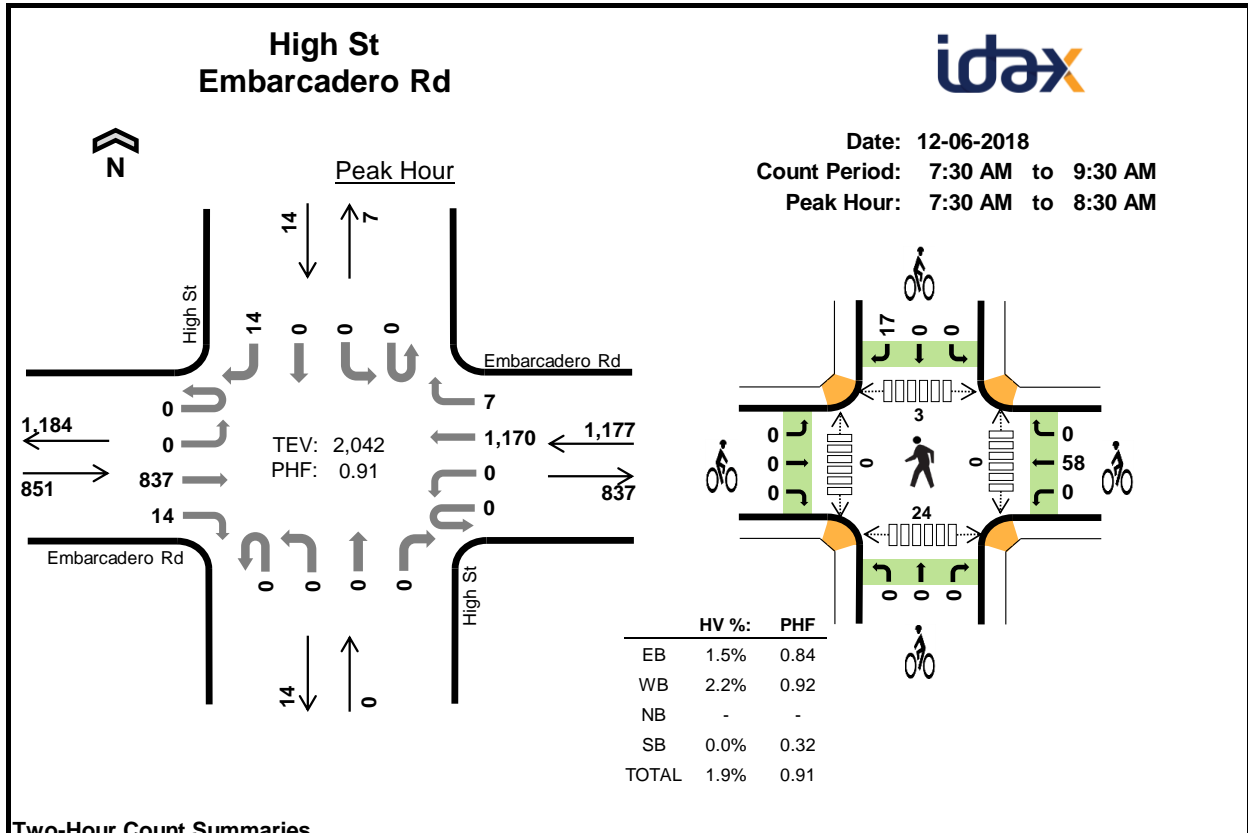 High St
Embarcadero Rd
idax
N
Peak Hour
Date: 12-06-2018
Count Period: 7:30 AM to 9:30 AM
Peak Hour: 7:30 AM to 8:30 AM
14
7
High St
14
0
0
0
Embarcadero Rd
0
7
1,184
0
TEV: 2,042
1,170
1,177
PHF: 0.91
851
837
0
837
14
0
Embarcadero Rd
0
0
0
0
High St
14
0
17
0
0
3
0
0
0
0
0
0
58
0
0
24
0
0
0
HV %: PHF
EB 1.5% 0.84
WB 2.2% 0.92
NB - -
SB 0.0% 0.32
TOTAL 1.9% 0.91
Two-Hour Count Summaries